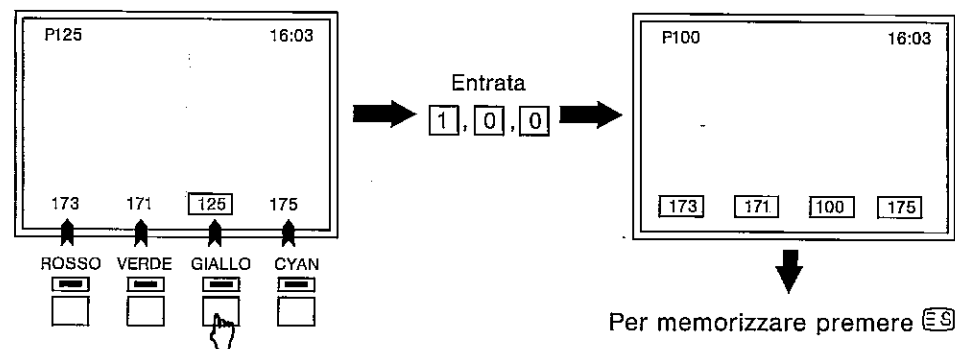 P125 16:03
173 171 125 175
ROSSO VERDE GIALLO CYAN
Entrata
1, 0, 0
P100 16:03
173 171 100 175
Per memorizzare premere